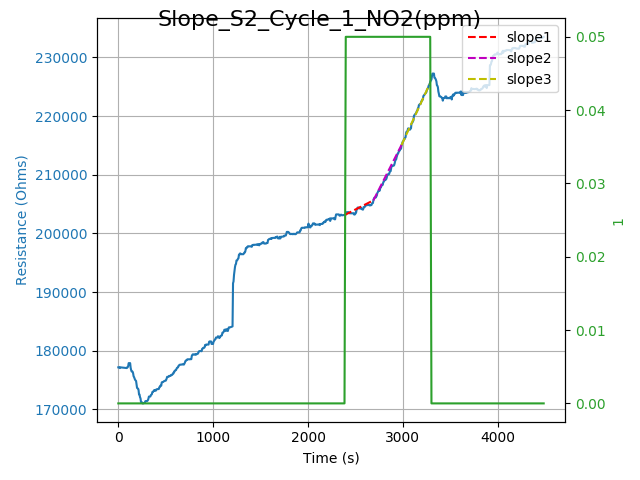 Slope_S2_Cycle_1_NO2(ppm)
slope1
slope2
slope3
230000
220000
210000
200000
190000
180000
170000
Resistance (Ohms)
0.05
0.04
0.03
0.02
0.01
0.00
1
0 1000 2000 3000 4000
Time (s)